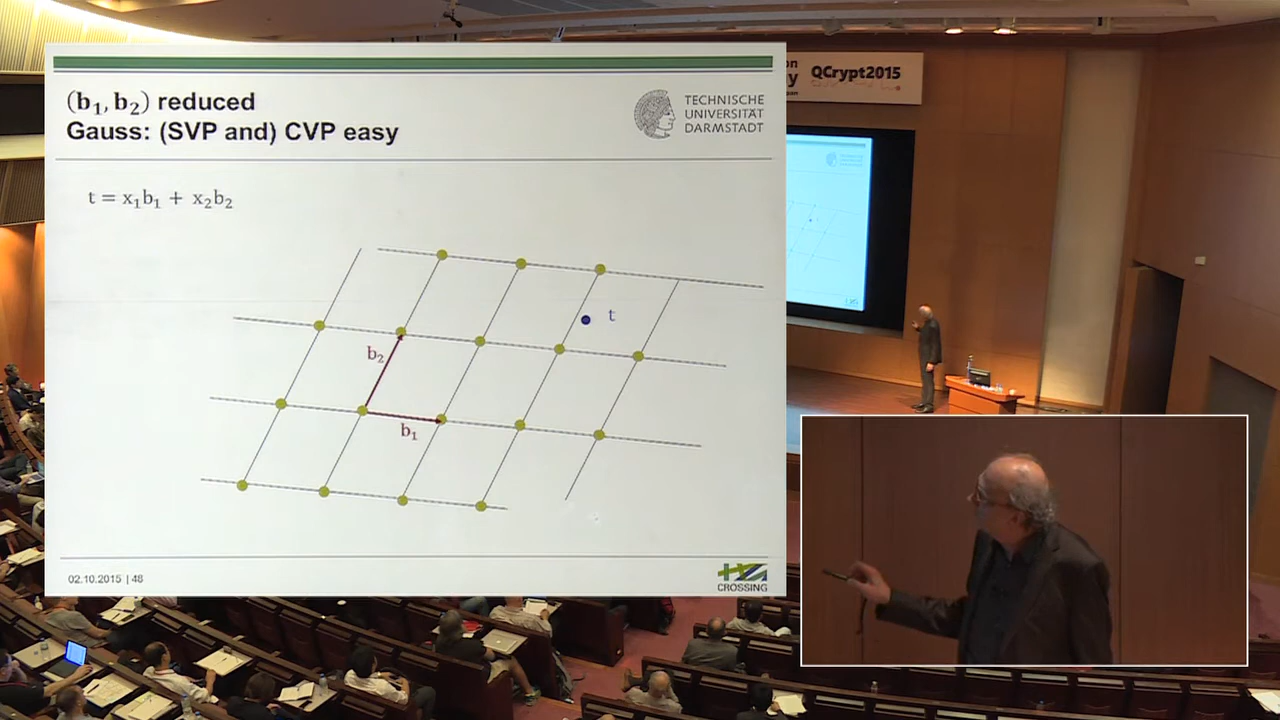 (b₁, b₂) reduced
Gauss: (SVP and) CVP easy
TECHNISCHE
UNIVERSITÄT
DARMSTADT
t = x₁b₁ + x₂b₂
t
b₂
b₁
02.10.2015 | 48
CROSSING
QCrypt2015